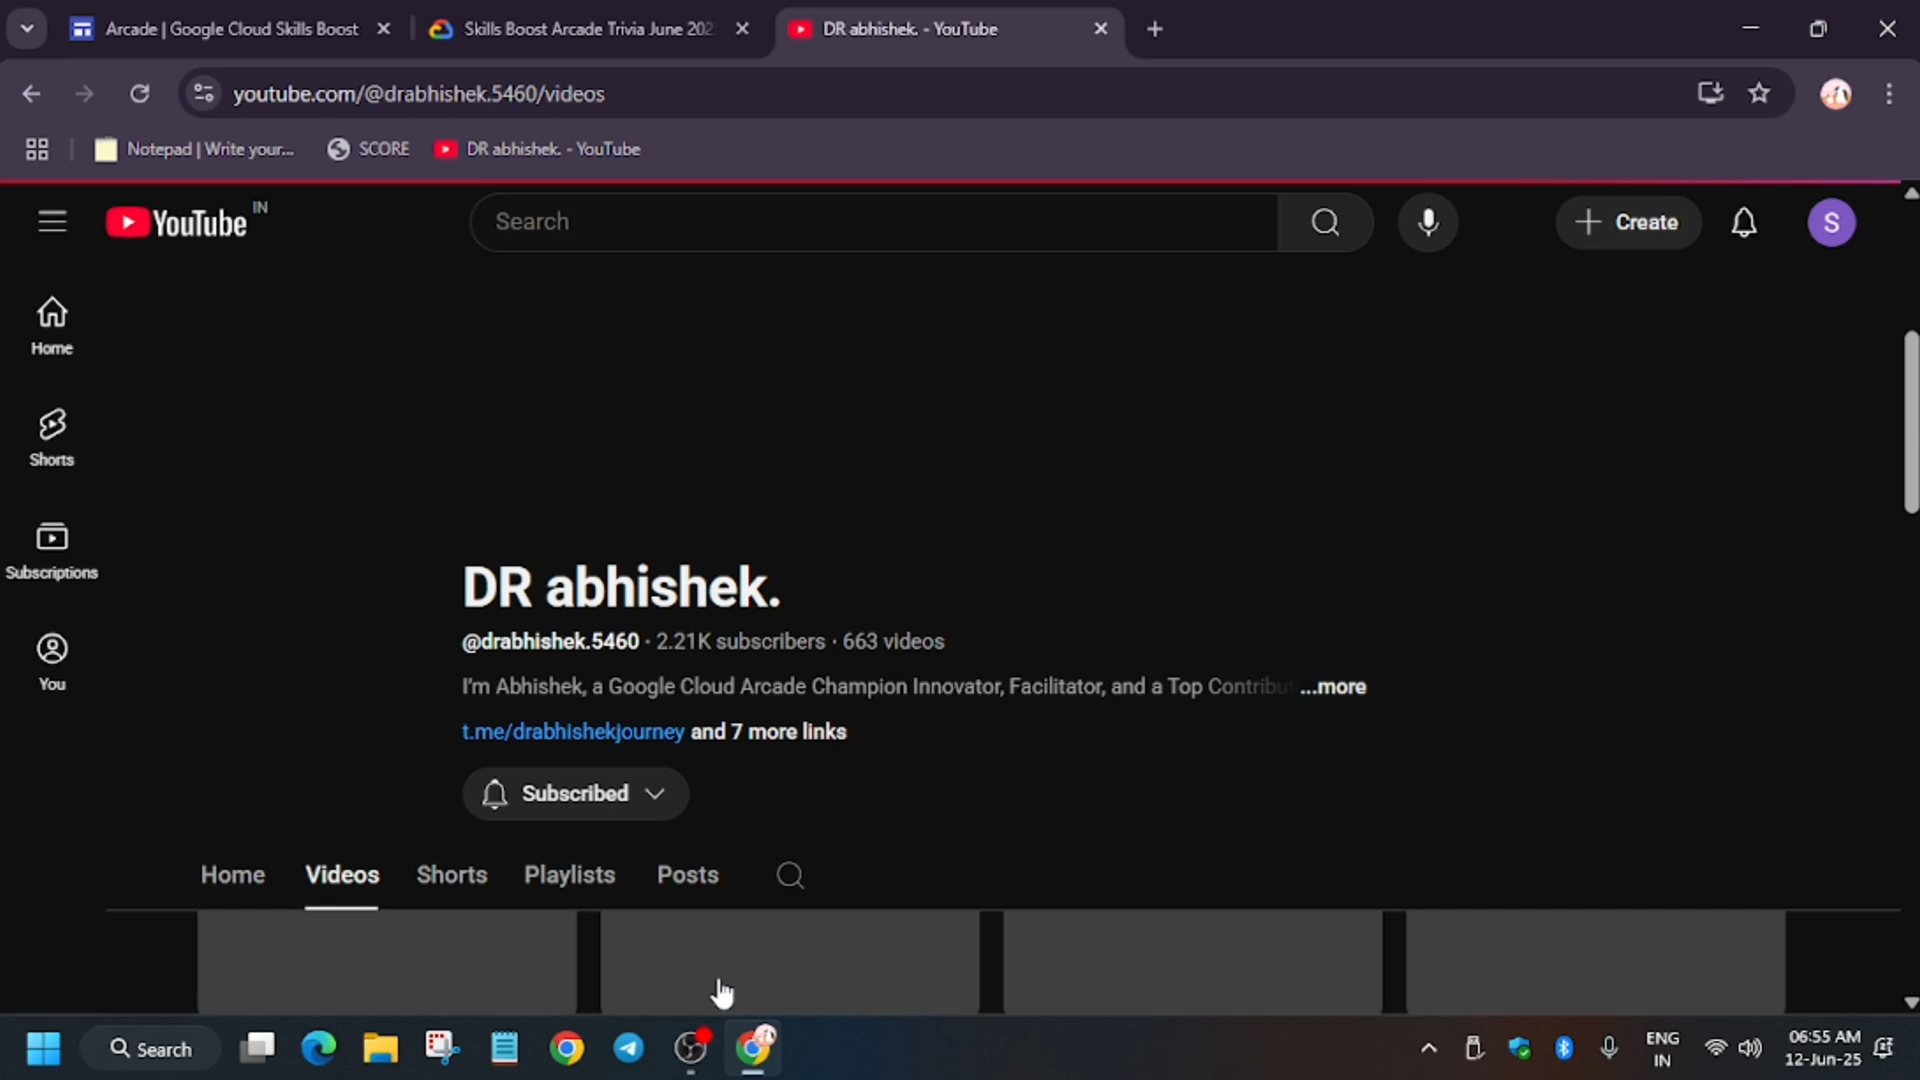 Arcade | Google Cloud Skills Boost
Skills Boost Arcade Trivia June 202
DR abhishek. - YouTube
youtube.com/@drabhishek.5460/videos
Notepad | Write your...
SCORE
DR abhishek. - YouTube
YouTube IN
Search
Create
S
Home
Shorts
Subscriptions
You
DR abhishek.
@drabhishek.5460 · 2.21K subscribers · 663 videos
I'm Abhishek, a Google Cloud Arcade Champion Innovator, Facilitator, and a Top Contribu ...more
t.me/drabhishekjourney and 7 more links
Subscribed
Home Videos Shorts Playlists Posts
Search
ENG
IN
06:55 AM
12-Jun-25